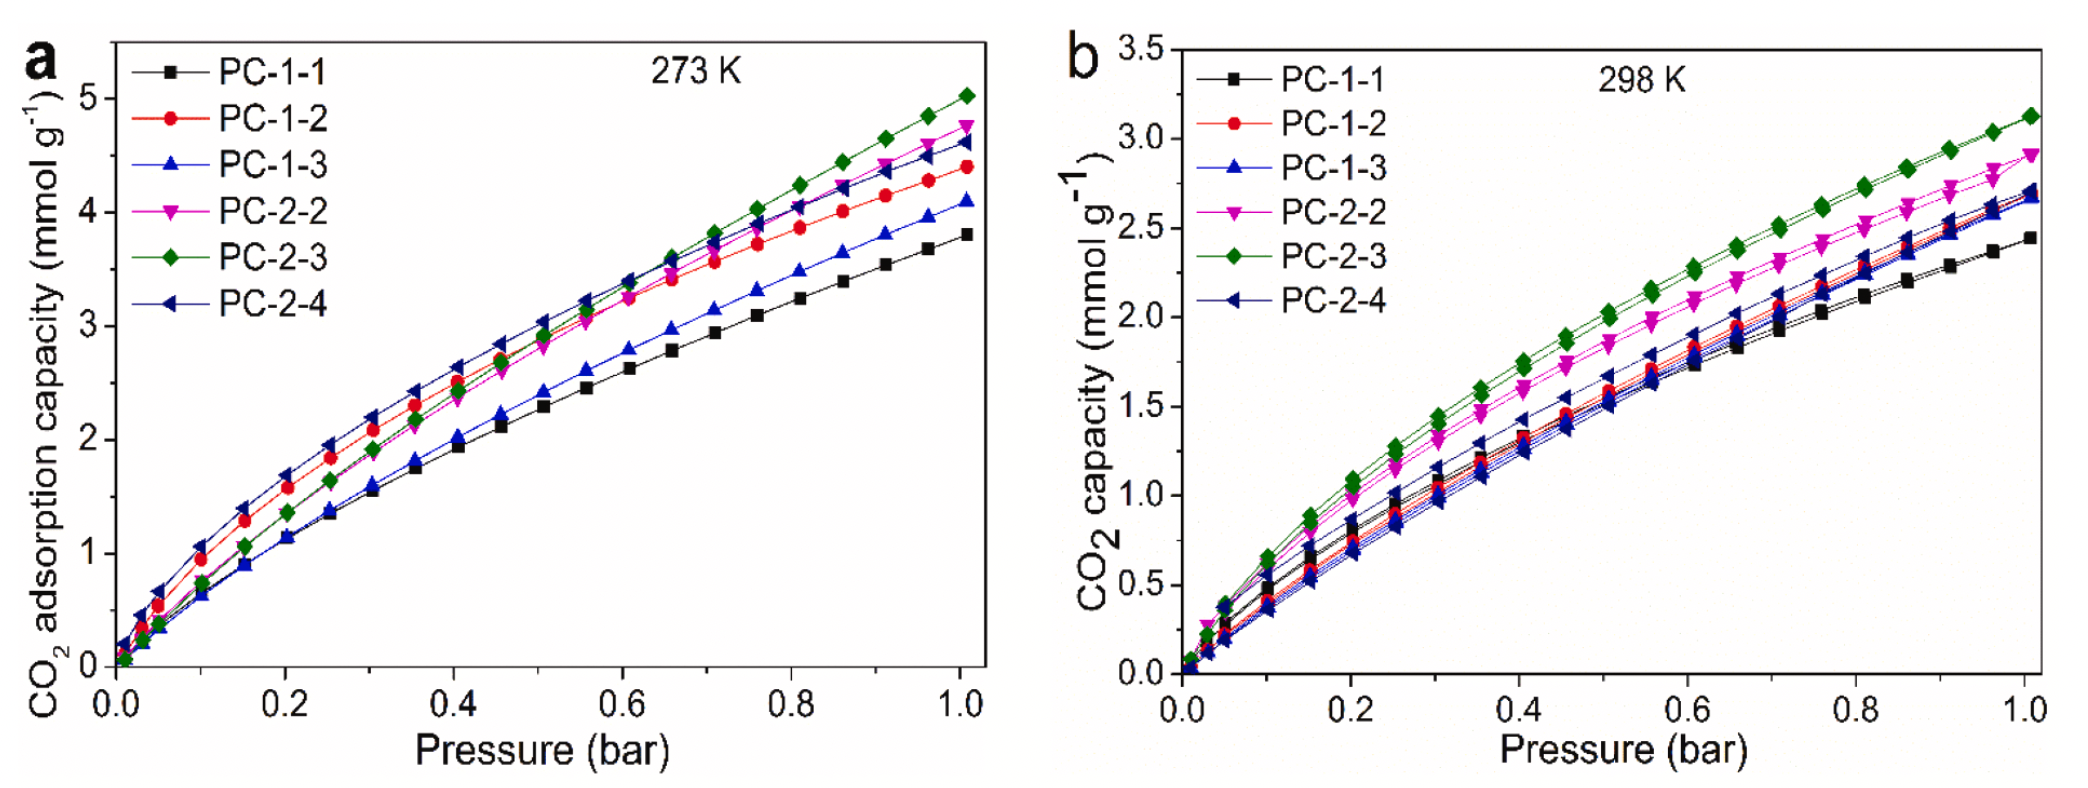 a
273 K
PC-1-1
PC-1-2
PC-1-3
PC-2-2
PC-2-3
PC-2-4
CO2 adsorption capacity (mmol g-1)
5
4
3
2
1
0
0.0 0.2 0.4 0.6 0.8 1.0
Pressure (bar)
b
298 K
PC-1-1
PC-1-2
PC-1-3
PC-2-2
PC-2-3
PC-2-4
CO2 capacity (mmol g-1)
3.5
3.0
2.5
2.0
1.5
1.0
0.5
0.0
0.0 0.2 0.4 0.6 0.8 1.0
Pressure (bar)